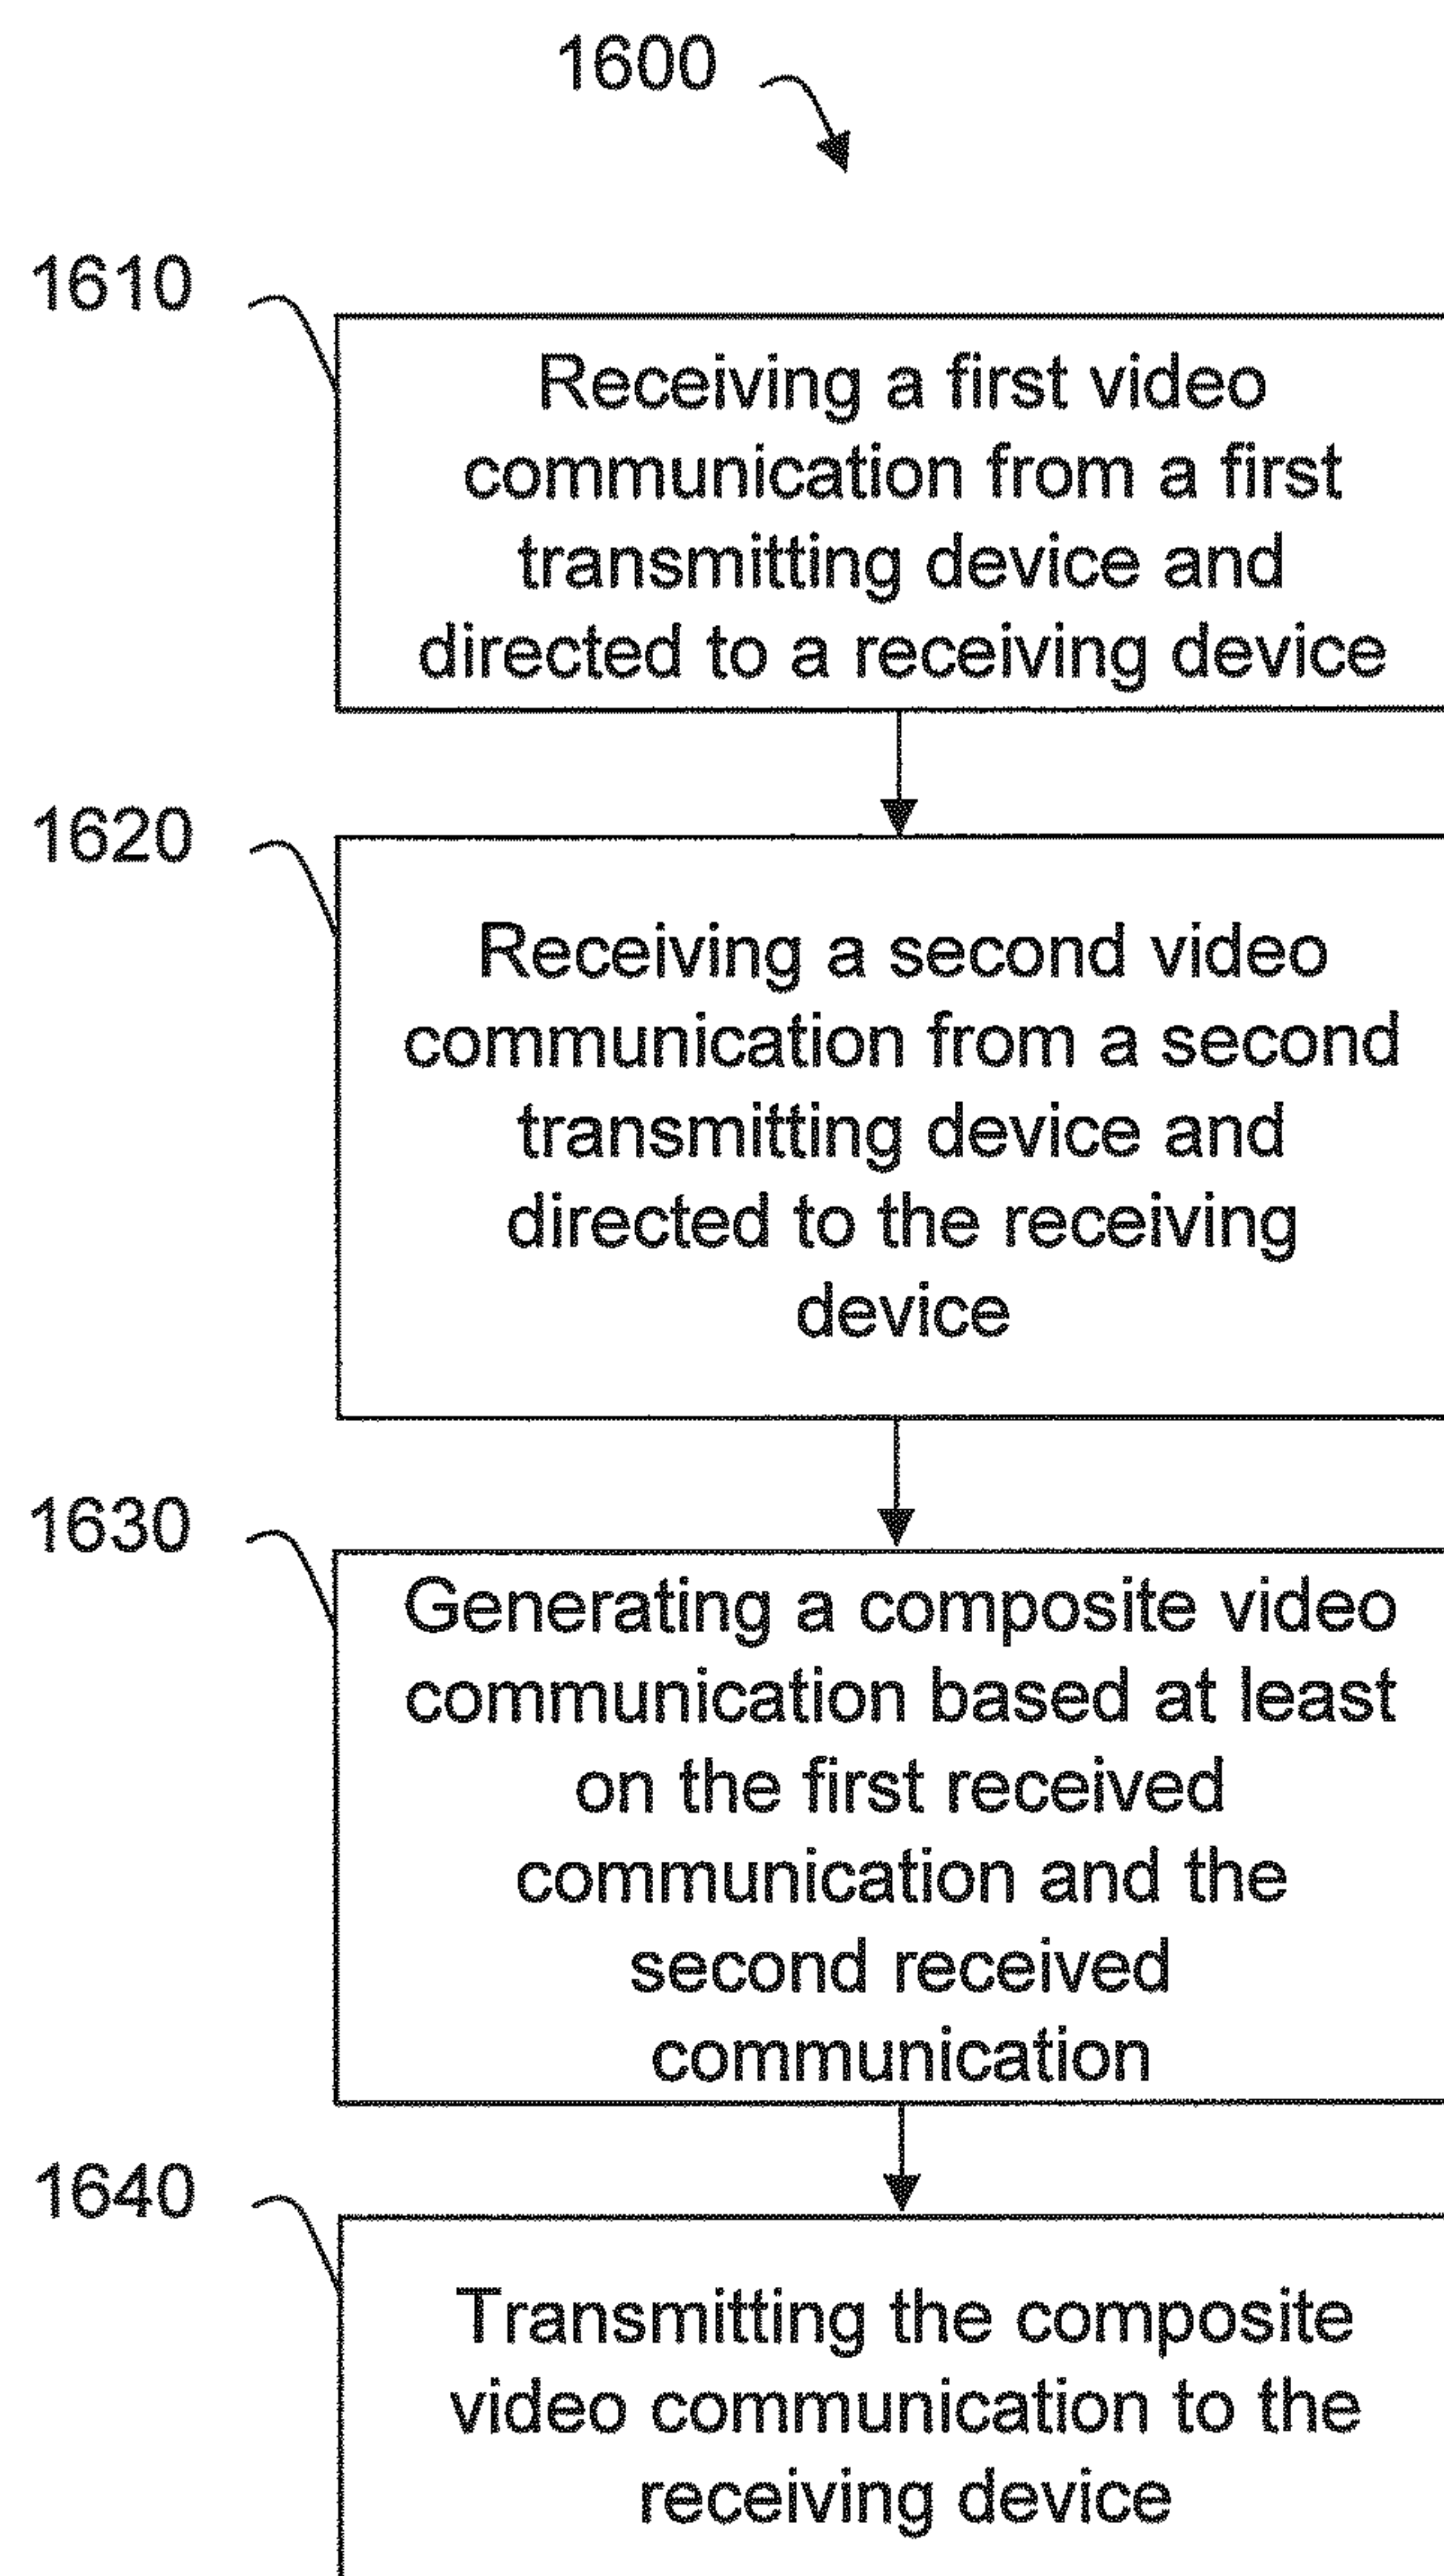 1600
1610
Receiving a first video
communication from a first
transmitting device and
directed to a receiving device
1620
Receiving a second video
communication from a second
transmitting device and
directed to the receiving
device
1630
Generating a composite video
communication based at least
on the first received
communication and the
second received
communication
1640
Transmitting the composite
video communication to the
receiving device